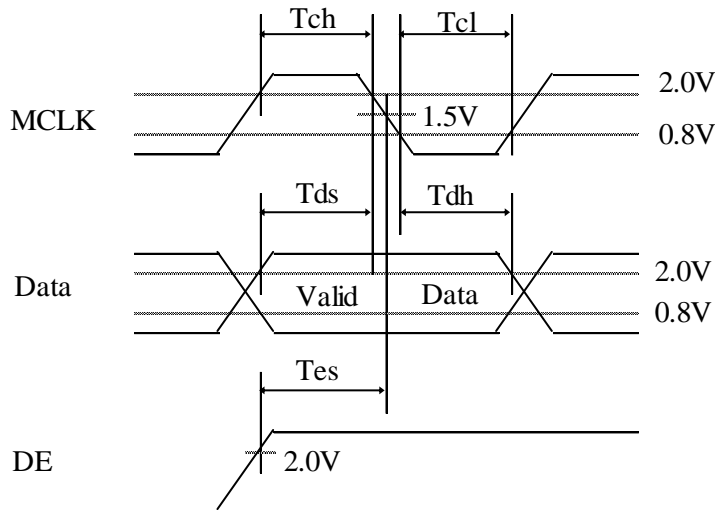 Tch Tcl
2.0V
MCLK 1.5V
0.8V
Tds Tdh
2.0V
Data Valid Data
0.8V
Tes
DE 2.0V